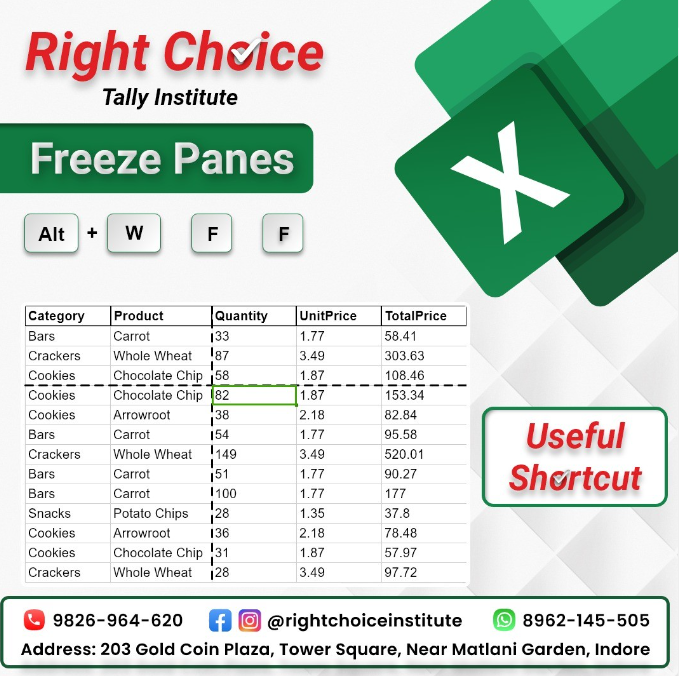 Right Choice
Tally Institute
Freeze Panes
Alt + W F F
X
Category Product Quantity UnitPrice TotalPrice
Bars Carrot 33 1.77 58.41
Crackers Whole Wheat 87 3.49 303.63
Cookies Chocolate Chip 58 1.87 108.46
Cookies Chocolate Chip 82 1.87 153.34
Cookies Arrowroot 38 2.18 82.84
Bars Carrot 54 1.77 95.58
Crackers Whole Wheat 149 3.49 520.01
Bars Carrot 51 1.77 90.27
Bars Carrot 100 1.77 177
Snacks Potato Chips 28 1.35 37.8
Cookies Arrowroot 36 2.18 78.48
Cookies Chocolate Chip 31 1.87 57.97
Crackers Whole Wheat 28 3.49 97.72
Useful
Shortcut
9826-964-620 @rightchoiceinstitute 8962-145-505
Address: 203 Gold Coin Plaza, Tower Square, Near Matlani Garden, Indore